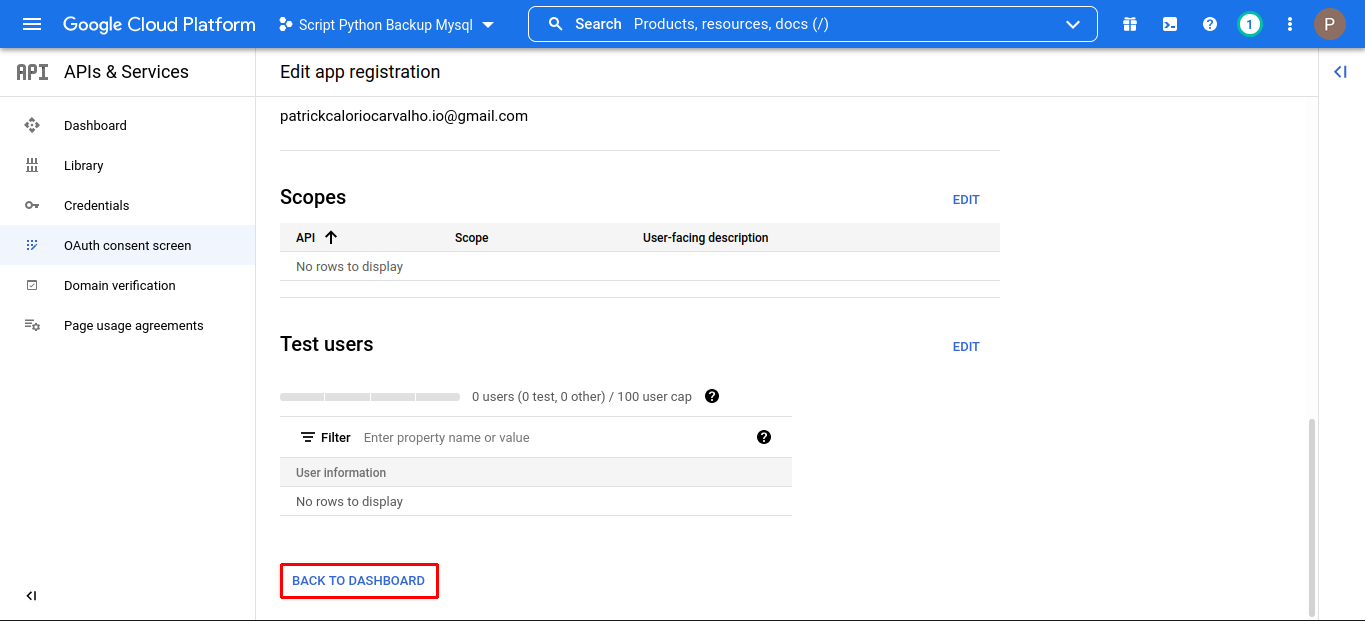 Google Cloud Platform
Script Python Backup Mysql
Search Products, resources, docs (/)
1
P
API APIs & Services
Edit app registration
Dashboard
Library
Credentials
OAuth consent screen
Domain verification
Page usage agreements
patrickcaloriocarvalho.io@gmail.com
Scopes EDIT
API Scope User-facing description
No rows to display
Test users EDIT
0 users (0 test, 0 other) / 100 user cap ?
Filter Enter property name or value ?
User information
No rows to display
BACK TO DASHBOARD